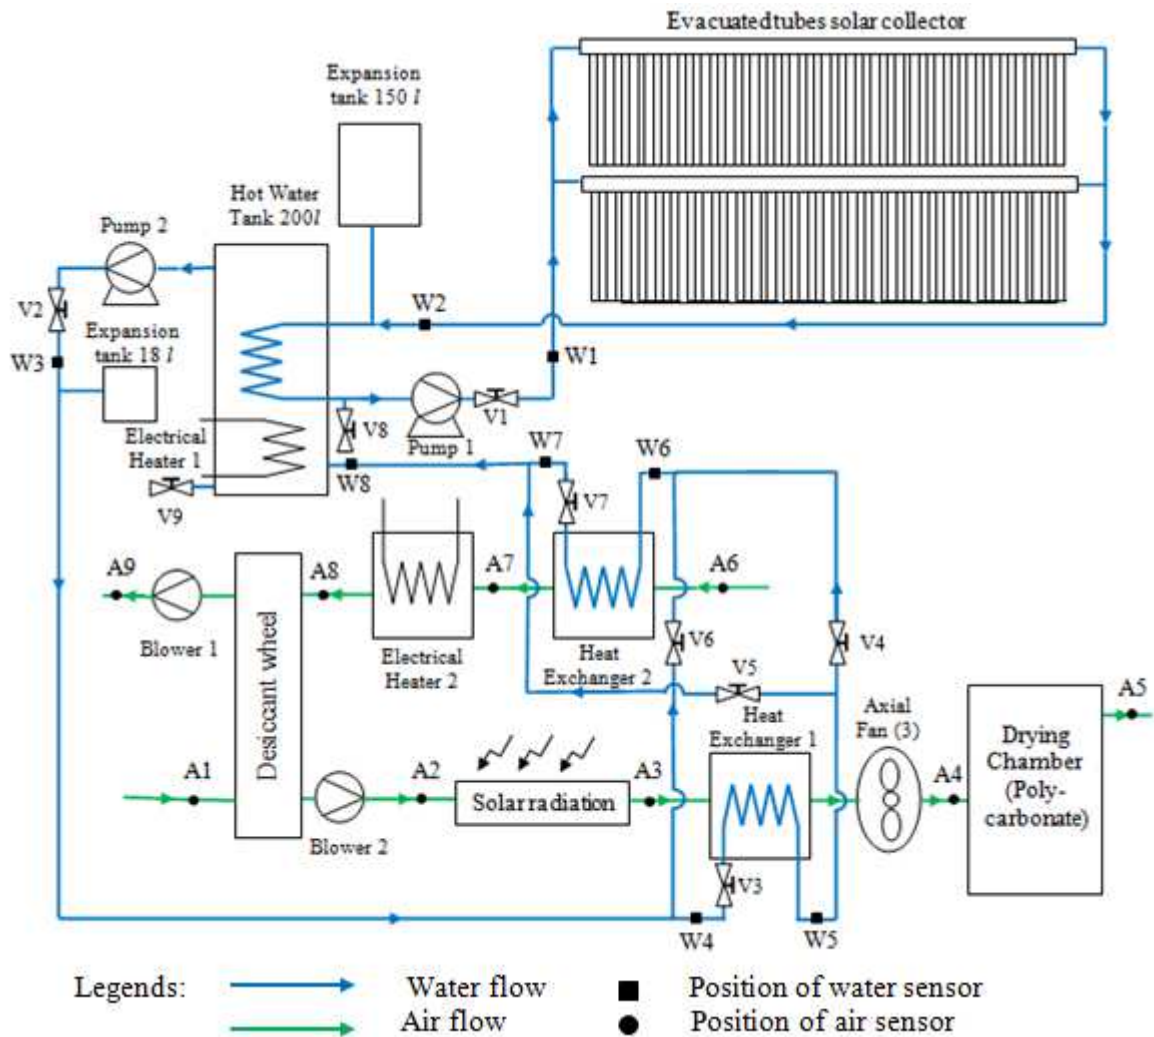 Evacuated tubes solar collector
Expansion
tank 150 l
Hot Water
Tank 200l
Pump 2
V2
Expansion
tank 18 l
W3
W2
W1
V1
Pump 1
V8
Electrical
Heater 1
V9
W8
W7
W6
V7
A9
A8
A7
A6
Blower 1
Desiccant wheel
Electrical
Heater 2
Heat
Exchanger 2
V6
V4
V5
Heat
Exchanger 1
Axial
Fan (3)
A5
Drying
Chamber
(Poly-
carbonate)
A1
A2
A3
A4
Solar radiation
Blower 2
V3
W4
W5
Legends:
Water flow
Position of water sensor
Air flow
Position of air sensor